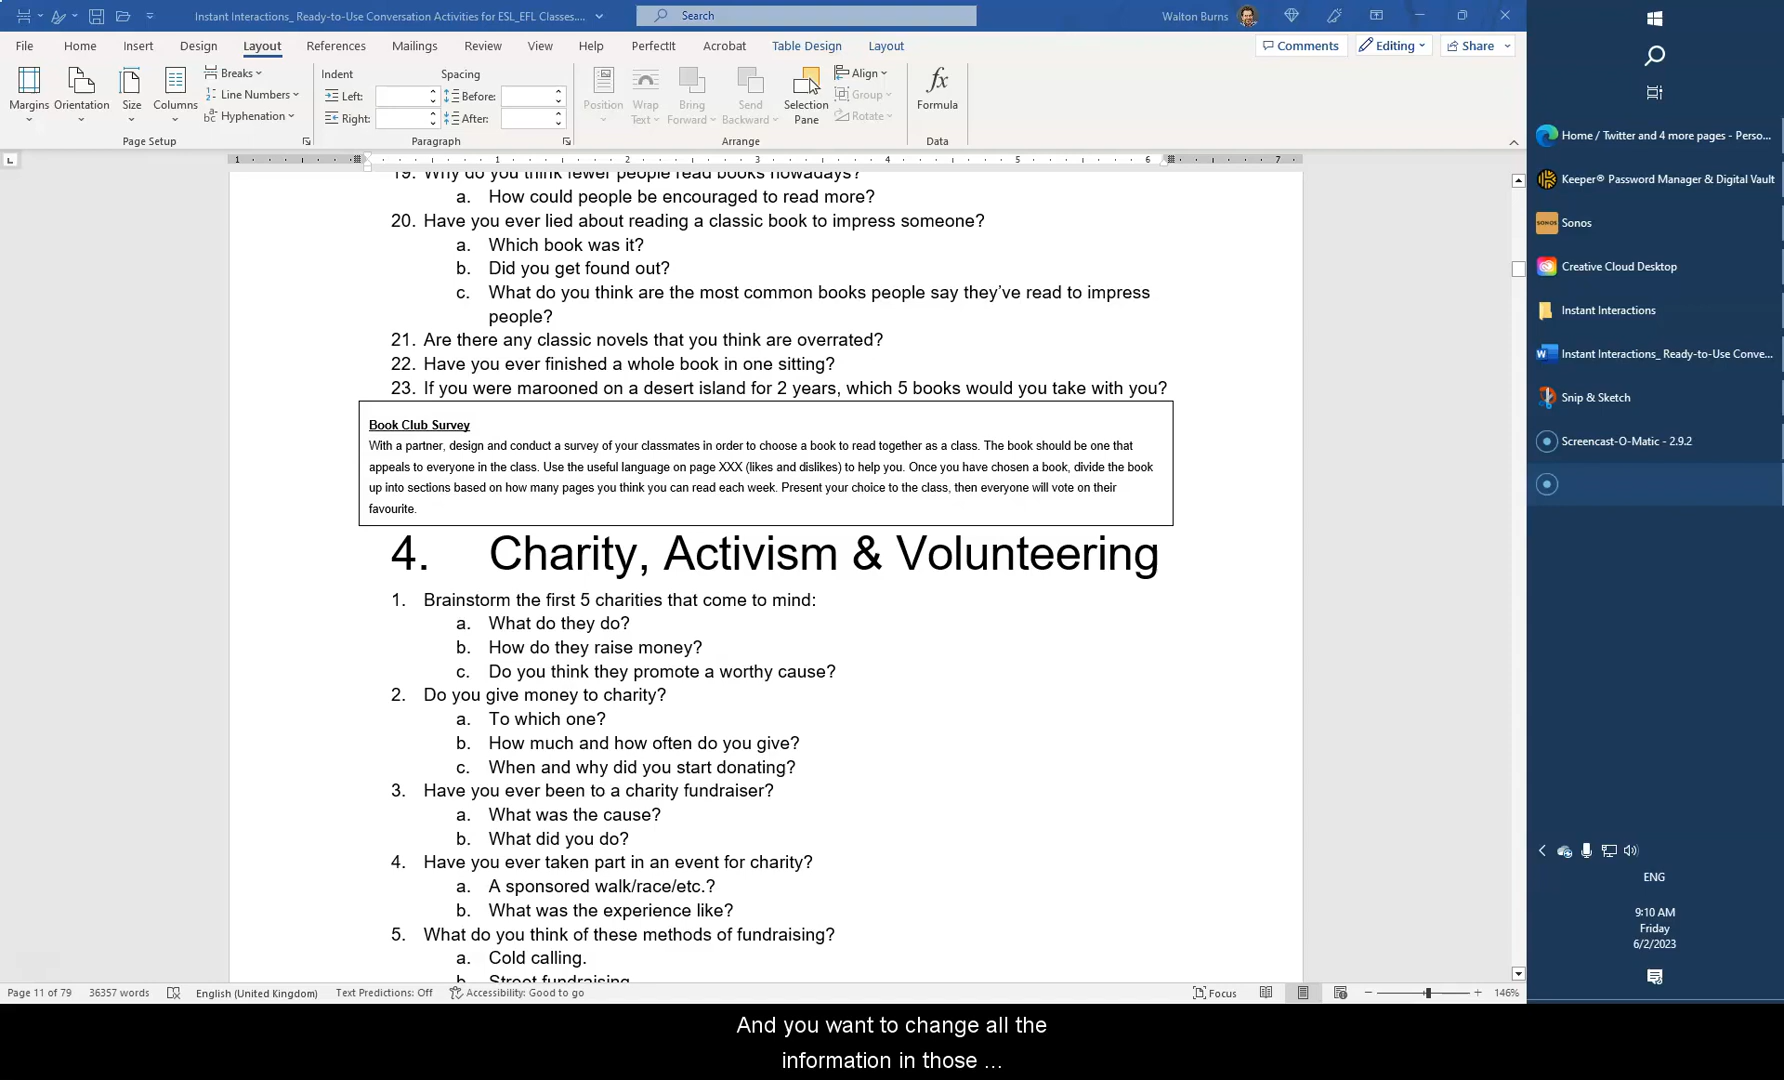 Instant Interactions_ Ready-to-Use Conversation Activities for ESL_EFL Classes....
Search
Walton Burns
File Home Insert Design Layout References Mailings Review View Help PerfectIt Acrobat Table Design Layout
Comments Editing Share
Margins Orientation Size Columns
Breaks
Line Numbers
Hyphenation
Page Setup
Indent
Left:
Right:
Spacing
Before:
After:
Paragraph
Position Wrap Text Bring Forward Send Backward Selection Pane
Align
Group
Rotate
Arrange
Formula
Data
1 1 2 3 4 5 6 7
19. Why do you think fewer people read books nowadays?
a. How could people be encouraged to read more?
20. Have you ever lied about reading a classic book to impress someone?
a. Which book was it?
b. Did you get found out?
c. What do you think are the most common books people say they’ve read to impress
people?
21. Are there any classic novels that you think are overrated?
22. Have you ever finished a whole book in one sitting?
23. If you were marooned on a desert island for 2 years, which 5 books would you take with you?
Book Club Survey
With a partner, design and conduct a survey of your classmates in order to choose a book to read together as a class. The book should be one that
appeals to everyone in the class. Use the useful language on page XXX (likes and dislikes) to help you. Once you have chosen a book, divide the book
up into sections based on how many pages you think you can read each week. Present your choice to the class, then everyone will vote on their
favourite.
4. Charity, Activism & Volunteering
1. Brainstorm the first 5 charities that come to mind:
a. What do they do?
b. How do they raise money?
c. Do you think they promote a worthy cause?
2. Do you give money to charity?
a. To which one?
b. How much and how often do you give?
c. When and why did you start donating?
3. Have you ever been to a charity fundraiser?
a. What was the cause?
b. What did you do?
4. Have you ever taken part in an event for charity?
a. A sponsored walk/race/etc.?
b. What was the experience like?
5. What do you think of these methods of fundraising?
a. Cold calling.
b. Street fundraising
Page 11 of 79 36357 words English (United Kingdom) Text Predictions: Off Accessibility: Good to go Focus 146%
Home / Twitter and 4 more pages - Perso...
Keeper® Password Manager & Digital Vault
SONOS Sonos
Creative Cloud Desktop
Instant Interactions
Instant Interactions_ Ready-to-Use Conve...
Snip & Sketch
Screencast-O-Matic - 2.9.2
ENG
9:10 AM
Friday
6/2/2023
And you want to change all the
information in those ...